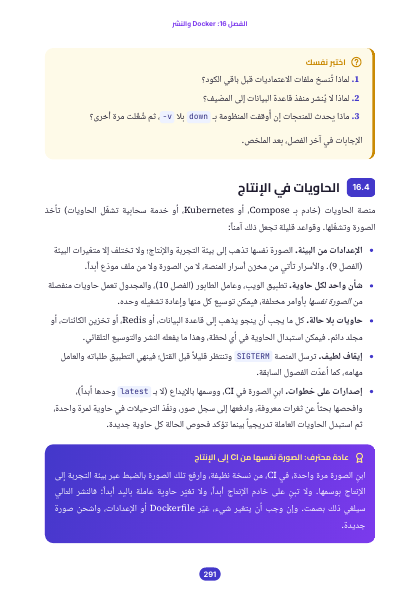 الفصل 16: Docker والنشر
اختبر نفسك
1. لماذا تُنسخ ملفات الاعتماديات قبل باقي الكود؟
2. لماذا لا يُنشر منفذ قاعدة البيانات إلى المضيف؟
3. ماذا يحدث للمنتجات إن أُوقفت المنظومة بـ down بلا -v، ثم شُغّلت مرة أخرى؟
الإجابات في آخر الفصل، بعد الملخص.
16.4 الحاويات في الإنتاج
منصة الحاويات (خادم بـ Compose، أو Kubernetes، أو خدمة سحابية تشغّل الحاويات) تأخذ
الصورة وتشغّلها. وقواعد قليلة تجعل ذلك آمناً:
• الإعدادات من البيئة. الصورة نفسها تذهب إلى بيئة التجربة والإنتاج؛ ولا تختلف إلا متغيرات البيئة
(الفصل 9). والأسرار تأتي من مخزن أسرار المنصة، لا من الصورة ولا من ملف مودَع أبداً.
• شأن واحد لكل حاوية. تطبيق الويب، وعامل الطابور (الفصل 10)، والمجدول تعمل حاويات منفصلة
من الصورة نفسها بأوامر مختلفة، فيمكن توسيع كل منها وإعادة تشغيله وحده.
• حاويات بلا حالة. كل ما يجب أن ينجو يذهب إلى قاعدة البيانات، أو Redis، أو تخزين الكائنات، أو
مجلد دائم. فيمكن استبدال الحاوية في أي لحظة، وهذا ما يفعله النشر والتوسيع التلقائي.
• إيقاف لطيف. ترسل المنصة SIGTERM وتنتظر قليلاً قبل القتل؛ فينهي التطبيق طلباته والعامل
مهامه، كما أعدّت الفصول السابقة.
• إصدارات على خطوات. ابنِ الصورة في CI، ووسمها بالإيداع (لا بـ latest وحدها أبداً)،
وافحصها بحثاً عن ثغرات معروفة، وادفعها إلى سجل صور، ونفّذ الترحيلات في حاوية لمرة واحدة،
ثم استبدل الحاويات العاملة تدريجياً بينما تؤكد فحوص الحالة كل حاوية جديدة.
عادة محترف: الصورة نفسها من CI إلى الإنتاج
ابنِ الصورة مرة واحدة، في CI، من نسخة نظيفة، وارفع تلك الصورة بالضبط عبر بيئة التجربة إلى
الإنتاج بوسمها. ولا تبنِ على خادم الإنتاج أبداً، ولا تغيّر حاوية عاملة باليد أبداً: فالنشر التالي
سيلغي ذلك بصمت. وإن وجب أن يتغير شيء، غيّر Dockerfile أو الإعدادات، واشحن صورة
جديدة.
291